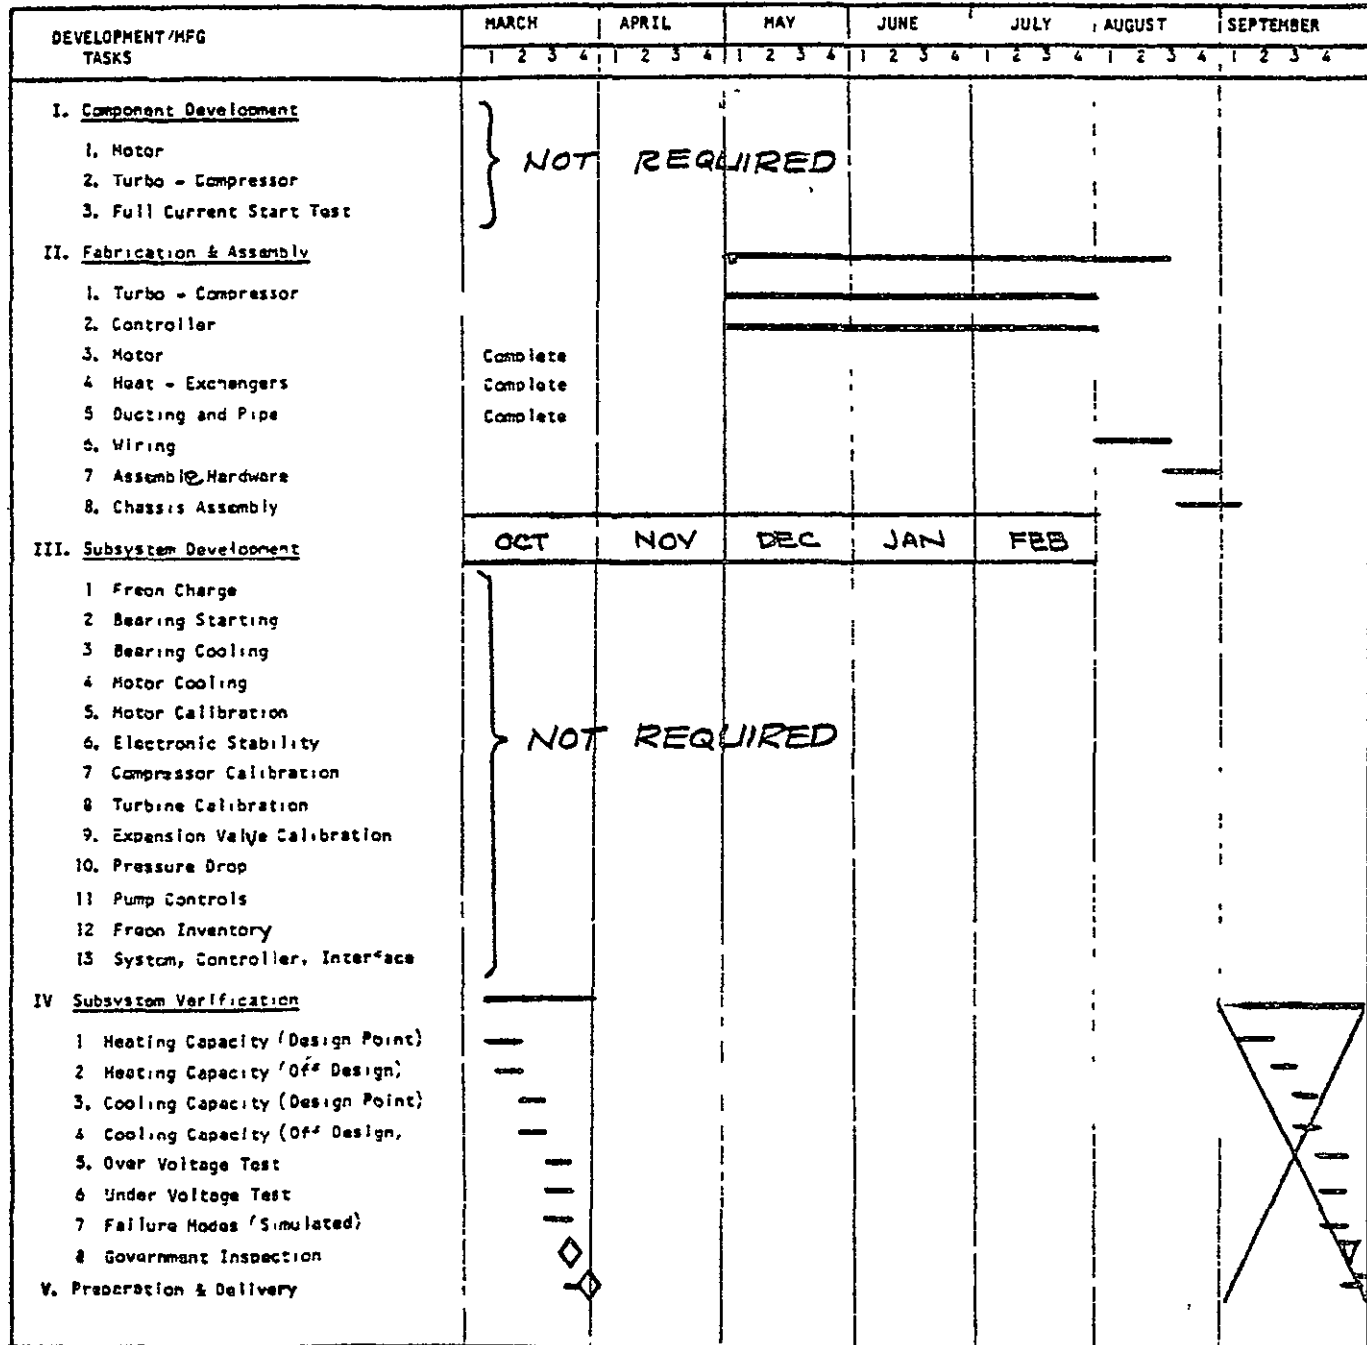 DEVELOPMENT/MFG TASKS MARCH APRIL MAY JUNE JULY AUGUST SEPTEMBER
1 2 3 4 1 2 3 4 1 2 3 4 1 2 3 4 1 2 3 4 1 2 3 4 1 2 3 4
I. Component Development
1. Motor
NOT REQUIRED
2. Turbo - Compressor
3. Full Current Start Test
II. Fabrication & Assembly
1. Turbo - Compressor
2. Controller
3. Motor Complete
4 Heat - Exchangers Complete
5 Ducting and Pipe Complete
6. Wiring
7 Assemble Hardware
8. Chassis Assembly
OCT NOV DEC JAN FEB
III. Subsystem Development
1 Freon Charge
2 Bearing Starting
3 Bearing Cooling
4 Motor Cooling
5. Motor Calibration
6. Electronic Stability
NOT REQUIRED
7 Compressor Calibration
8 Turbine Calibration
9. Expansion Valve Calibration
10. Pressure Drop
11 Pump Controls
12 Freon Inventory
13 System, Controller, Interface
IV Subsystem Verification
1 Heating Capacity (Design Point)
2 Heating Capacity (Off Design)
3. Cooling Capacity (Design Point)
4 Cooling Capacity (Off Design,
5. Over Voltage Test
6 Under Voltage Test
7 Failure Modes (Simulated)
8 Government Inspection
V. Preparation & Delivery